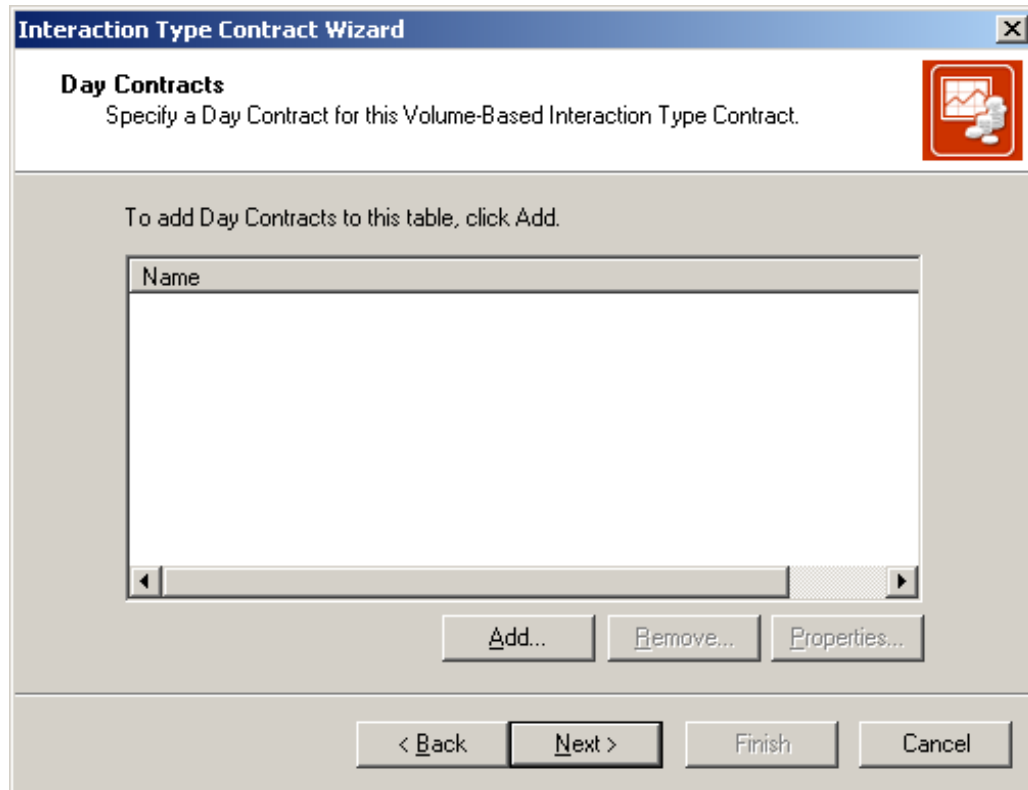 Interaction Type Contract Wizard
Day Contracts
Specify a Day Contract for this Volume-Based Interaction Type Contract.
To add Day Contracts to this table, click Add.
Name
Add... Remove... Properties...
< Back Next > Finish Cancel